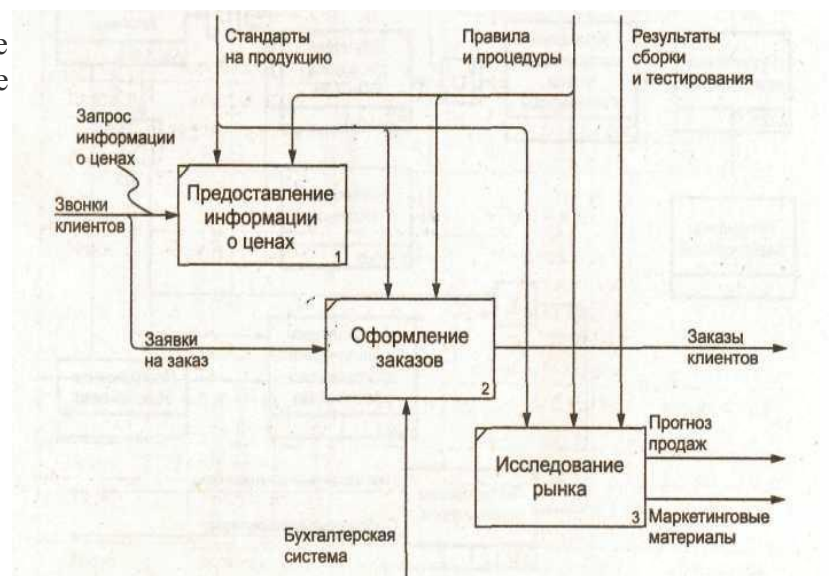 е
е
Стандарты
на продукцию
Правила
и процедуры
Результаты
сборки
и тестирования
Запрос
информации
о ценах
Звонки
клиентов
Предоставление
информации
о ценах
1
Заявки
на заказ
Оформление
заказов
2
Заказы
клиентов
Бухгалтерская
система
Исследование
рынка
3
Прогноз
продаж
Маркетинговые
материалы